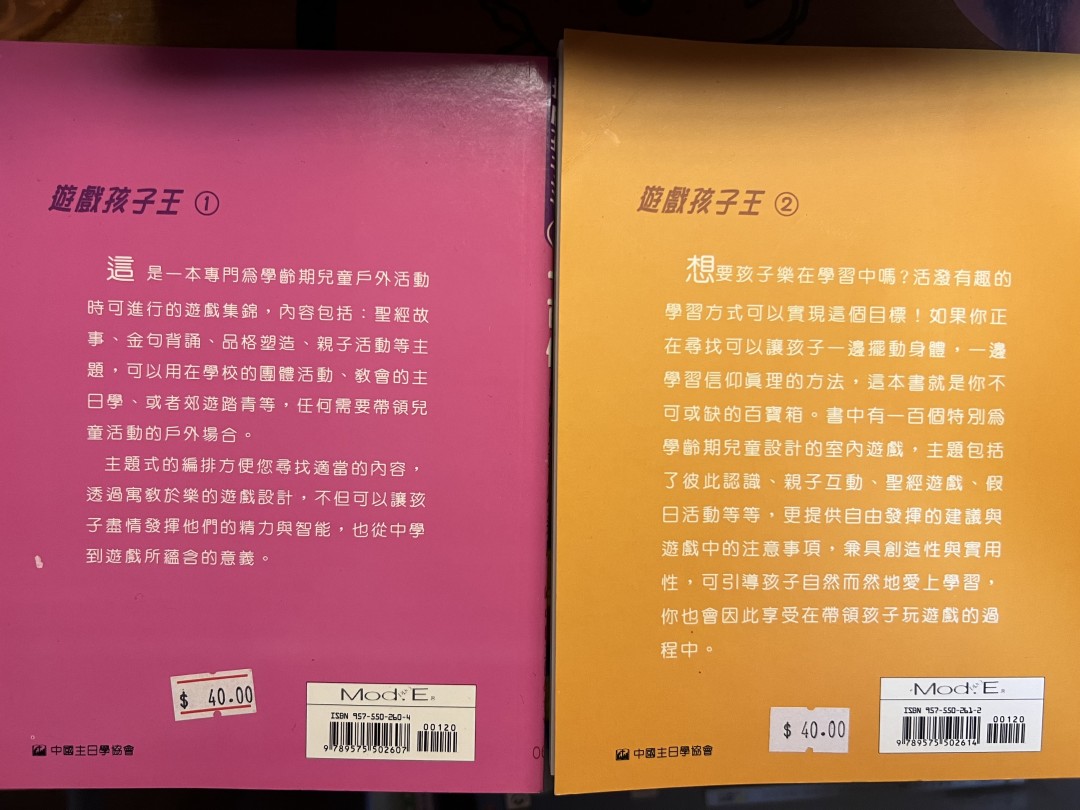 遊戲孩子王 ①
這是一本專門為學齡期兒童戶外活動
時可進行的遊戲集錦,內容包括:聖經故
事、金句背誦、品格塑造、親子活動等主
題,可以用在學校的團體活動、教會的主
日學、或者郊遊踏青等,任何需要帶領兒
童活動的戶外場合。
主題式的編排方便您尋找適當的內容,
透過寓教於樂的遊戲設計,不但可以讓孩
子盡情發揮他們的精力與智能,也從中學
到遊戲所蘊含的意義。
$ 40.00
Mod E
ISBN 957-550-260-4
00120
9 789575 502607
中國主日學協會
遊戲孩子王 ②
想要孩子樂在學習中嗎?活潑有趣的
學習方式可以實現這個目標!如果你正
在尋找可以讓孩子一邊擺動身體,一邊
學習信仰真理的方法,這本書就是你不
可或缺的百寶箱。書中有一百個特別為
學齡期兒童設計的室內遊戲,主題包括
了彼此認識、親子互動、聖經遊戲、假
日活動等等,更提供自由發揮的建議與
遊戲中的注意事項,兼具創造性與實用
性,可引導孩子自然而然地愛上學習,
你也會因此享受在帶領孩子玩遊戲的過
程中。
$ 40.00
Mod E
ISBN 957-550-261-2
00120
9 789575 502614
中國主日學協會